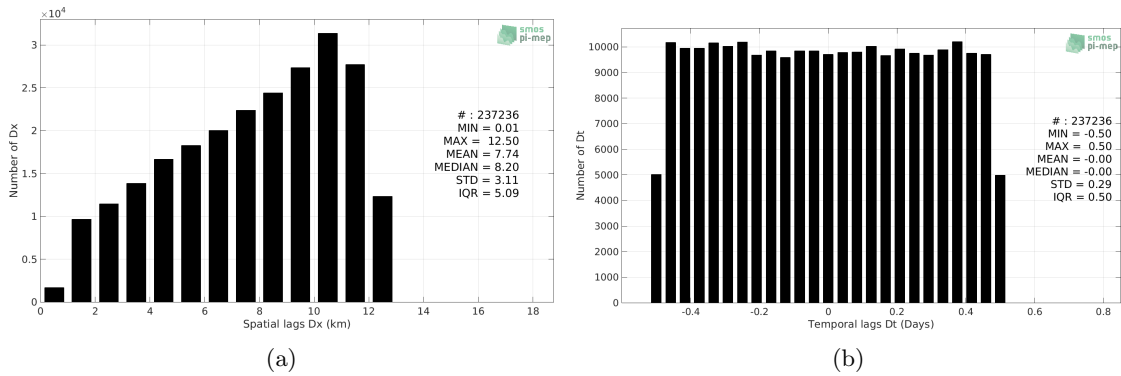 ×10⁴
3
2.5
2
1.5
1
0.5
0
Number of Dx
smos
pi-mep
# : 237236
MIN = 0.01
MAX = 12.50
MEAN = 7.74
MEDIAN = 8.20
STD = 3.11
IQR = 5.09
0 2 4 6 8 10 12 14 16 18
Spatial lags Dx (km)
(a)
10000
9000
8000
7000
6000
5000
4000
3000
2000
1000
0
Number of Dt
smos
pi-mep
# : 237236
MIN = -0.50
MAX = 0.50
MEAN = -0.00
MEDIAN = -0.00
STD = 0.29
IQR = 0.50
-0.4 -0.2 0 0.2 0.4 0.6 0.8
Temporal lags Dt (Days)
(b)